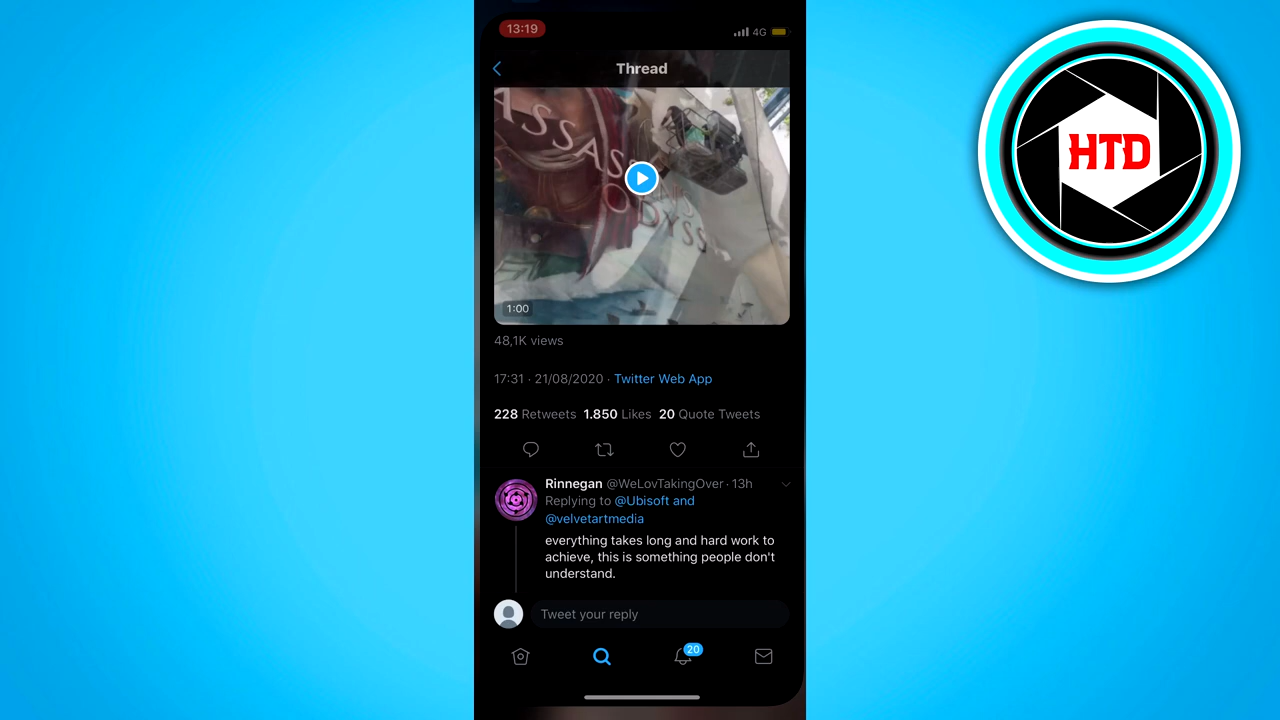 13:19
4G
Thread
ASSASSINS
ODYSS
1:00
48,1K views
17:31 · 21/08/2020 · Twitter Web App
228 Retweets 1.850 Likes 20 Quote Tweets
Rinnegan @WeLovTakingOver · 13h
Replying to @Ubisoft and
@velvetartmedia
everything takes long and hard work to
achieve, this is something people don't
understand.
Tweet your reply
20
HTD